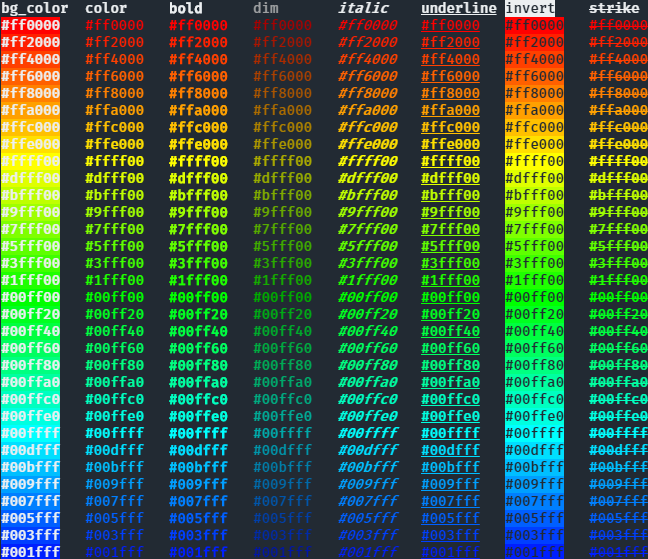 bg_color color bold dim italic underline invert strike
#ff0000 #ff0000 #ff0000 #ff0000 #ff0000 #ff0000 #ff0000 #ff0000
#ff2000 #ff2000 #ff2000 #ff2000 #ff2000 #ff2000 #ff2000 #ff2000
#ff4000 #ff4000 #ff4000 #ff4000 #ff4000 #ff4000 #ff4000 #ff4000
#ff6000 #ff6000 #ff6000 #ff6000 #ff6000 #ff6000 #ff6000 #ff6000
#ff8000 #ff8000 #ff8000 #ff8000 #ff8000 #ff8000 #ff8000 #ff8000
#ffa000 #ffa000 #ffa000 #ffa000 #ffa000 #ffa000 #ffa000 #ffa000
#ffc000 #ffc000 #ffc000 #ffc000 #ffc000 #ffc000 #ffc000 #ffc000
#ffe000 #ffe000 #ffe000 #ffe000 #ffe000 #ffe000 #ffe000 #ffe000
#ffff00 #ffff00 #ffff00 #ffff00 #ffff00 #ffff00 #ffff00 #ffff00
#dfff00 #dfff00 #dfff00 #dfff00 #dfff00 #dfff00 #dfff00 #dfff00
#bfff00 #bfff00 #bfff00 #bfff00 #bfff00 #bfff00 #bfff00 #bfff00
#9fff00 #9fff00 #9fff00 #9fff00 #9fff00 #9fff00 #9fff00 #9fff00
#7fff00 #7fff00 #7fff00 #7fff00 #7fff00 #7fff00 #7fff00 #7fff00
#5fff00 #5fff00 #5fff00 #5fff00 #5fff00 #5fff00 #5fff00 #5fff00
#3fff00 #3fff00 #3fff00 #3fff00 #3fff00 #3fff00 #3fff00 #3fff00
#1fff00 #1fff00 #1fff00 #1fff00 #1fff00 #1fff00 #1fff00 #1fff00
#00ff00 #00ff00 #00ff00 #00ff00 #00ff00 #00ff00 #00ff00 #00ff00
#00ff20 #00ff20 #00ff20 #00ff20 #00ff20 #00ff20 #00ff20 #00ff20
#00ff40 #00ff40 #00ff40 #00ff40 #00ff40 #00ff40 #00ff40 #00ff40
#00ff60 #00ff60 #00ff60 #00ff60 #00ff60 #00ff60 #00ff60 #00ff60
#00ff80 #00ff80 #00ff80 #00ff80 #00ff80 #00ff80 #00ff80 #00ff80
#00ffa0 #00ffa0 #00ffa0 #00ffa0 #00ffa0 #00ffa0 #00ffa0 #00ffa0
#00ffc0 #00ffc0 #00ffc0 #00ffc0 #00ffc0 #00ffc0 #00ffc0 #00ffc0
#00ffe0 #00ffe0 #00ffe0 #00ffe0 #00ffe0 #00ffe0 #00ffe0 #00ffe0
#00ffff #00ffff #00ffff #00ffff #00ffff #00ffff #00ffff #00ffff
#00dfff #00dfff #00dfff #00dfff #00dfff #00dfff #00dfff #00dfff
#00bfff #00bfff #00bfff #00bfff #00bfff #00bfff #00bfff #00bfff
#009fff #009fff #009fff #009fff #009fff #009fff #009fff #009fff
#007fff #007fff #007fff #007fff #007fff #007fff #007fff #007fff
#005fff #005fff #005fff #005fff #005fff #005fff #005fff #005fff
#003fff #003fff #003fff #003fff #003fff #003fff #003fff #003fff
#001fff #001fff #001fff #001fff #001fff #001fff #001fff #001fff